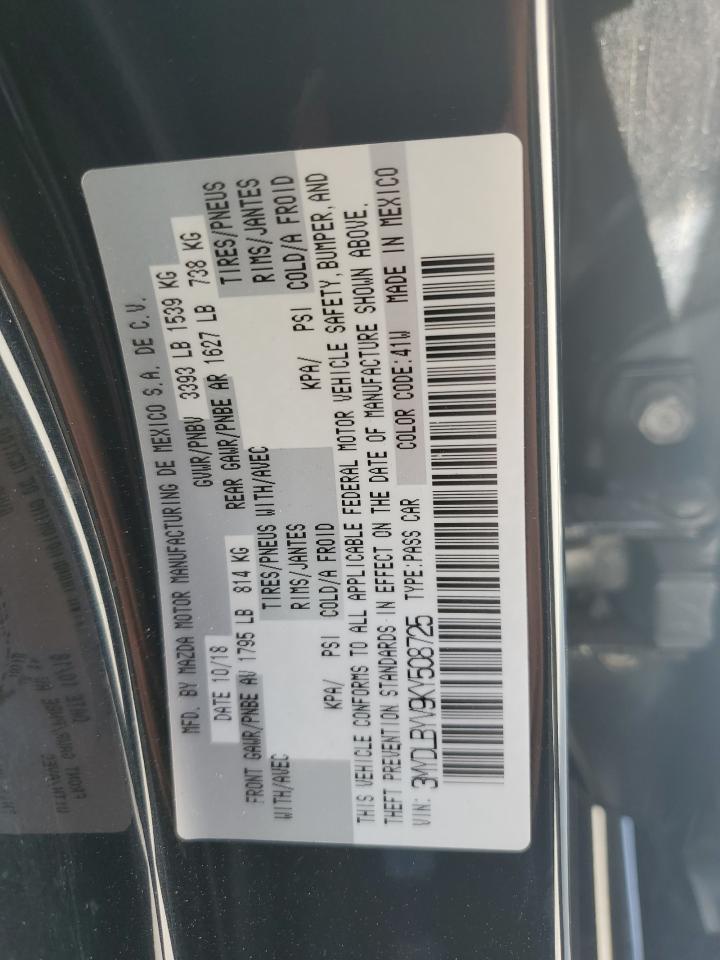 MFD. BY MAZDA MOTOR MANUFACTURING DE MEXICO S.A. DE C.V.
DATE 10/18 GVWR/PNBV 3393 LB 1539 KG
FRONT GAWR/PNBE AV 1795 LB 814 KG REAR GAWR/PNBE AR 1627 LB 738 KG
WITH/AVEC TIRES/PNEUS WITH/AVEC TIRES/PNEUS
RIMS/JANTES RIMS/JANTES
KPA/ PSI COLD/A FROID KPA/ PSI COLD/A FROID
THIS VEHICLE CONFORMS TO ALL APPLICABLE FEDERAL MOTOR VEHICLE SAFETY, BUMPER, AND
THEFT PREVENTION STANDARDS IN EFFECT ON THE DATE OF MANUFACTURE SHOWN ABOVE.
VIN: 3MYDLBYV9KY508725 TYPE:PASS CAR COLOR CODE:41W MADE IN MEXICO